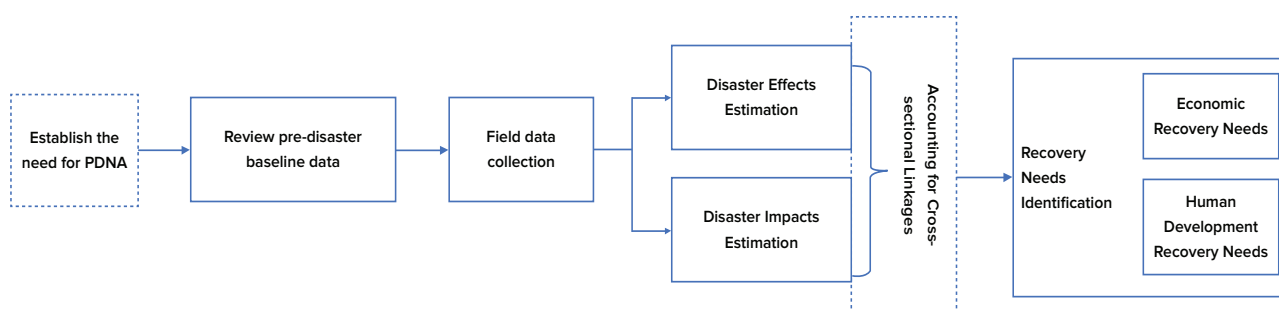 Establish the
need for PDNA
Review pre-disaster
baseline data
Field data
collection
Disaster Effects
Estimation
Disaster Impacts
Estimation
Accounting for Cross-
sectional Linkages
Recovery
Needs
Identification
Economic
Recovery Needs
Human
Development
Recovery Needs